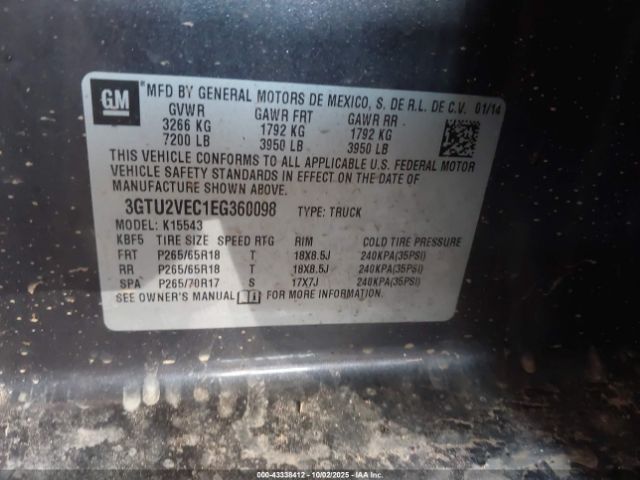 GM
MFD BY GENERAL MOTORS DE MEXICO, S. DE R.L. DE C.V. 01/14
GVWR GAWR FRT GAWR RR
3266 KG 1792 KG 1792 KG
7200 LB 3950 LB 3950 LB
THIS VEHICLE CONFORMS TO ALL APPLICABLE U.S. FEDERAL MOTOR
VEHICLE SAFETY STANDARDS IN EFFECT ON THE DATE OF
MANUFACTURE SHOWN ABOVE.
3GTU2VEC1EG360098 TYPE: TRUCK
MODEL: K15543
KBF5 TIRE SIZE SPEED RTG RIM COLD TIRE PRESSURE
FRT P265/65R18 T 18X8.5J 240KPA(35PSI)
RR P265/65R18 T 18X8.5J 240KPA(35PSI)
SPA P265/70R17 S 17X7J 240KPA(35PSI)
SEE OWNER'S MANUAL FOR MORE INFORMATION.
000-43338412 - 10/02/2025 - Copyright © IAA, LLC